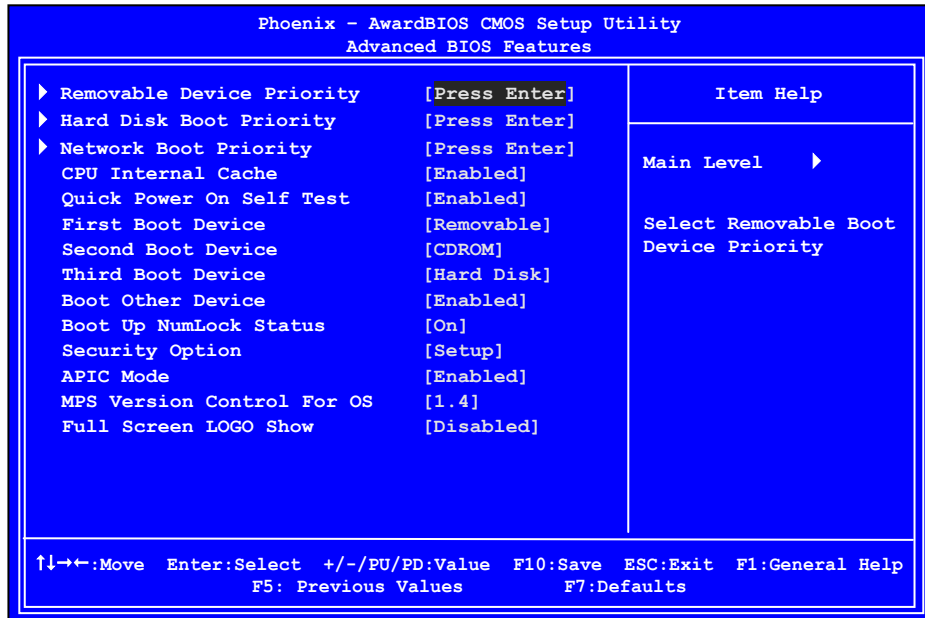 Phoenix – AwardBIOS CMOS Setup Utility
Advanced BIOS Features
Removable Device Priority [Press Enter]
Hard Disk Boot Priority [Press Enter]
Network Boot Priority [Press Enter]
CPU Internal Cache [Enabled]
Quick Power On Self Test [Enabled]
First Boot Device [Removable]
Second Boot Device [CDROM]
Third Boot Device [Hard Disk]
Boot Other Device [Enabled]
Boot Up NumLock Status [On]
Security Option [Setup]
APIC Mode [Enabled]
MPS Version Control For OS [1.4]
Full Screen LOGO Show [Disabled]
Item Help
Main Level
Select Removable Boot
Device Priority
↑↓→←:Move Enter:Select +/-/PU/PD:Value F10:Save ESC:Exit F1:General Help
F5: Previous Values F7:Defaults